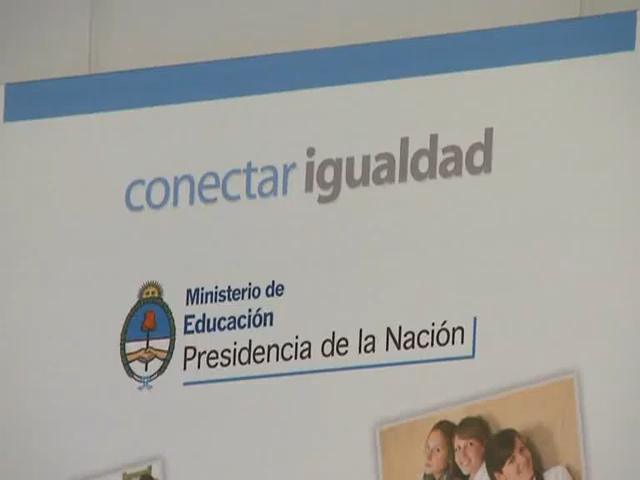 conectar igualdad
Ministerio de
Educación
Presidencia de la Nación